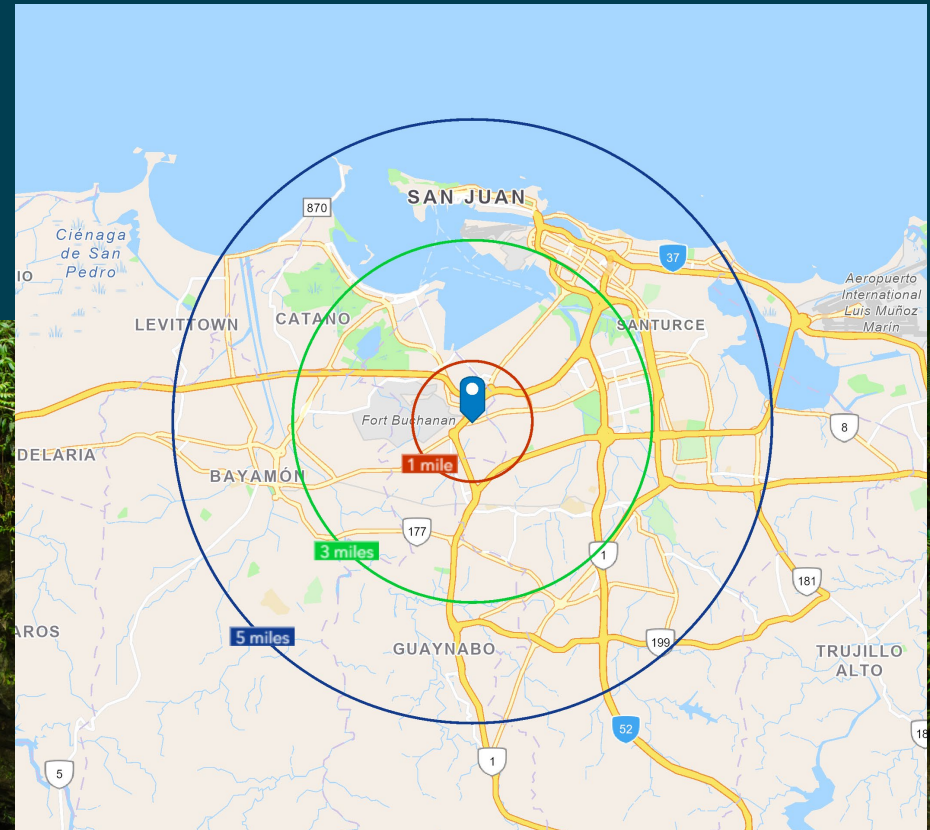 SAN JUAN
870
Ciénaga
de San
Pedro
37
IO
Aeropuerto
International
Luis Muñoz
Marín
LEVITTOWN
CATANO
SANTURCE
Fort Buchanan
8
DELARIA
1 mile
BAYAMÓN
177
3 miles
1
181
AROS
5 miles
199
GUAYNABO
TRUJILLO
ALTO
52
18
1
5